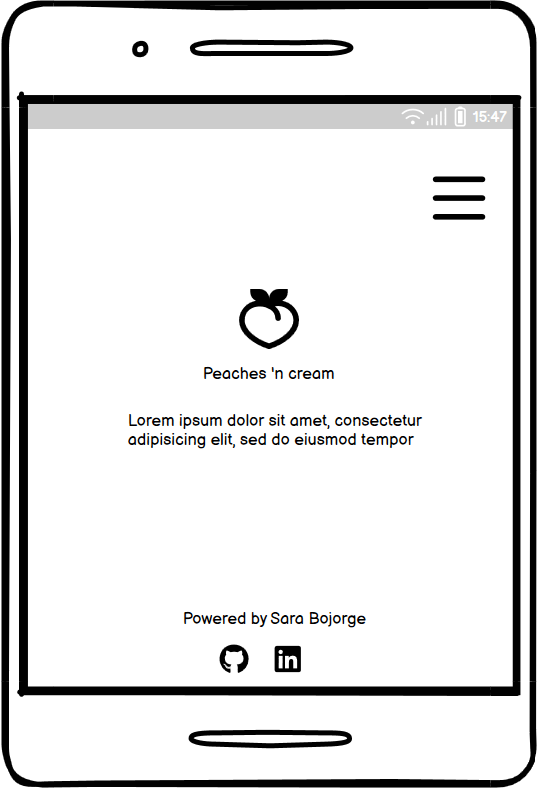 15:47
Peaches 'n cream
Lorem ipsum dolor sit amet, consectetur
adipisicing elit, sed do eiusmod tempor
Powered by Sara Bojorge
in